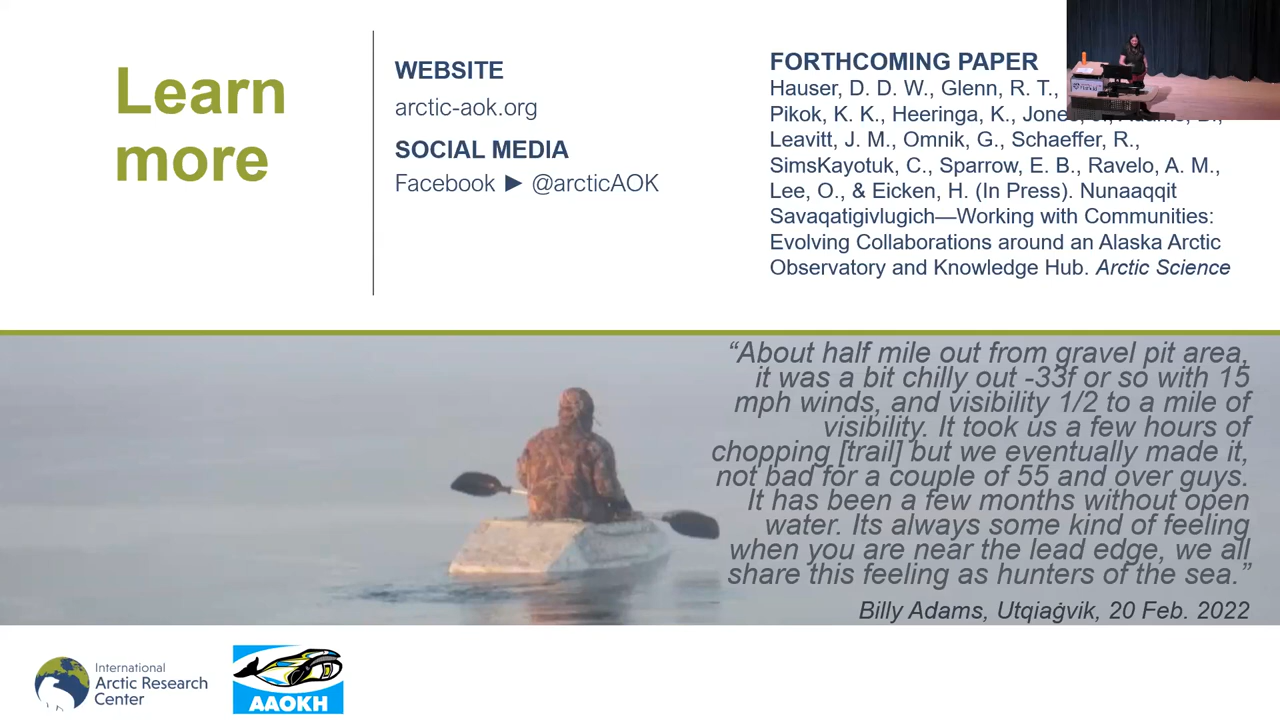 Learn
more
WEBSITE
arctic-aok.org
SOCIAL MEDIA
Facebook ► @arcticAOK
FORTHCOMING PAPER
Hauser, D. D. W., Glenn, R. T.,
Pikok, K. K., Heeringa, K., Jones,
Leavitt, J. M., Omnik, G., Schaeffer, R.,
SimsKayotuk, C., Sparrow, E. B., Ravelo, A. M.,
Lee, O., & Eicken, H. (In Press). Nunaaqqit
Savaqatigivlugich—Working with Communities:
Evolving Collaborations around an Alaska Arctic
Observatory and Knowledge Hub. Arctic Science
“About half mile out from gravel pit area,
it was a bit chilly out -33f or so with 15
mph winds, and visibility 1/2 to a mile of
visibility. It took us a few hours of
chopping [trail] but we eventually made it,
not bad for a couple of 55 and over guys.
It has been a few months without open
water. Its always some kind of feeling
when you are near the lead edge, we all
share this feeling as hunters of the sea.”
Billy Adams, Utqiaġvik, 20 Feb. 2022
International
Arctic Research
Center
AAOKH